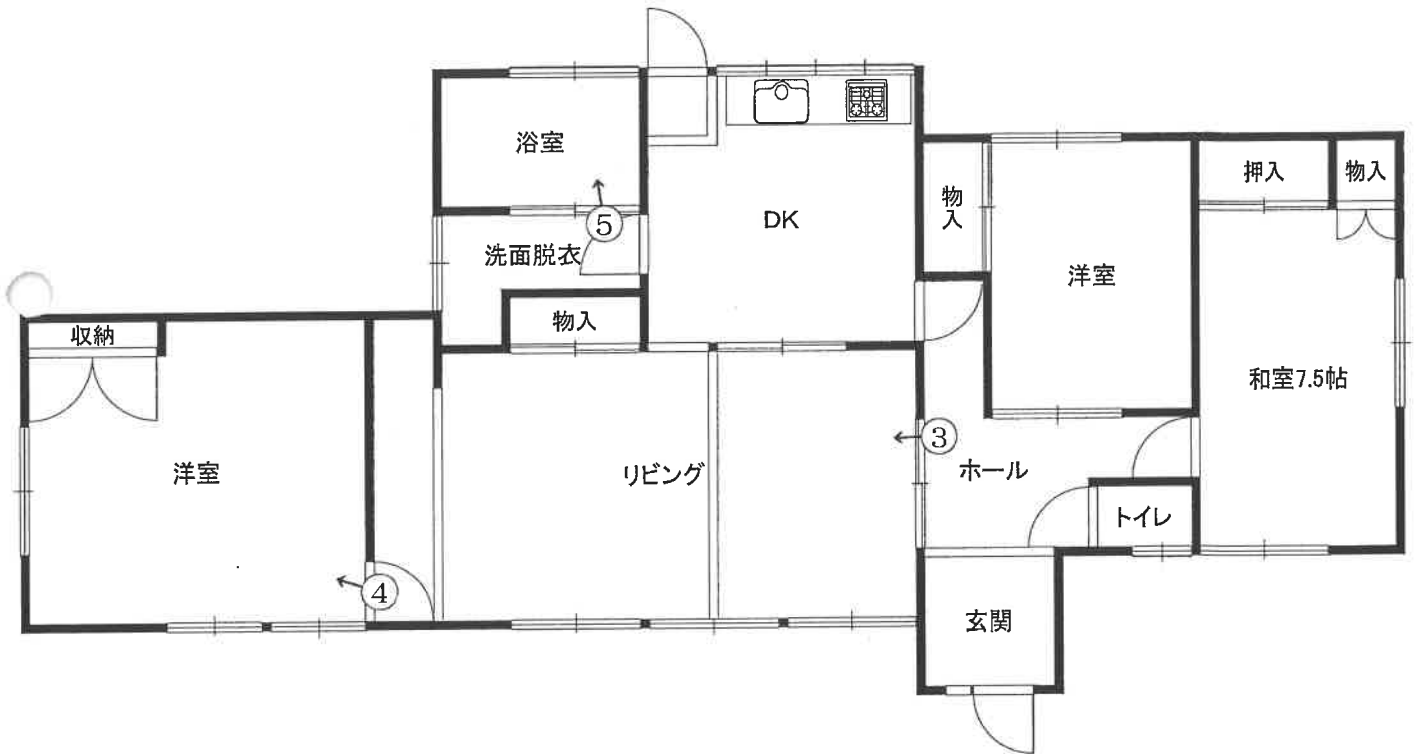 浴室
DK
物入
洋室
押入
物入
⑤
洗面脱衣
物入
収納
和室7.5帖
洋室
リビング
③
ホール
トイレ
④
玄関